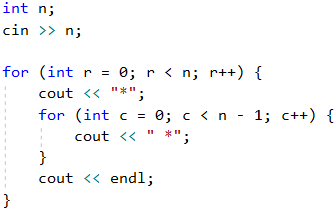 int n;
cin >> n;

for (int r = 0; r < n; r++) {
    cout << "*";
    for (int c = 0; c < n - 1; c++) {
        cout << " *";
    }
    cout << endl;
}